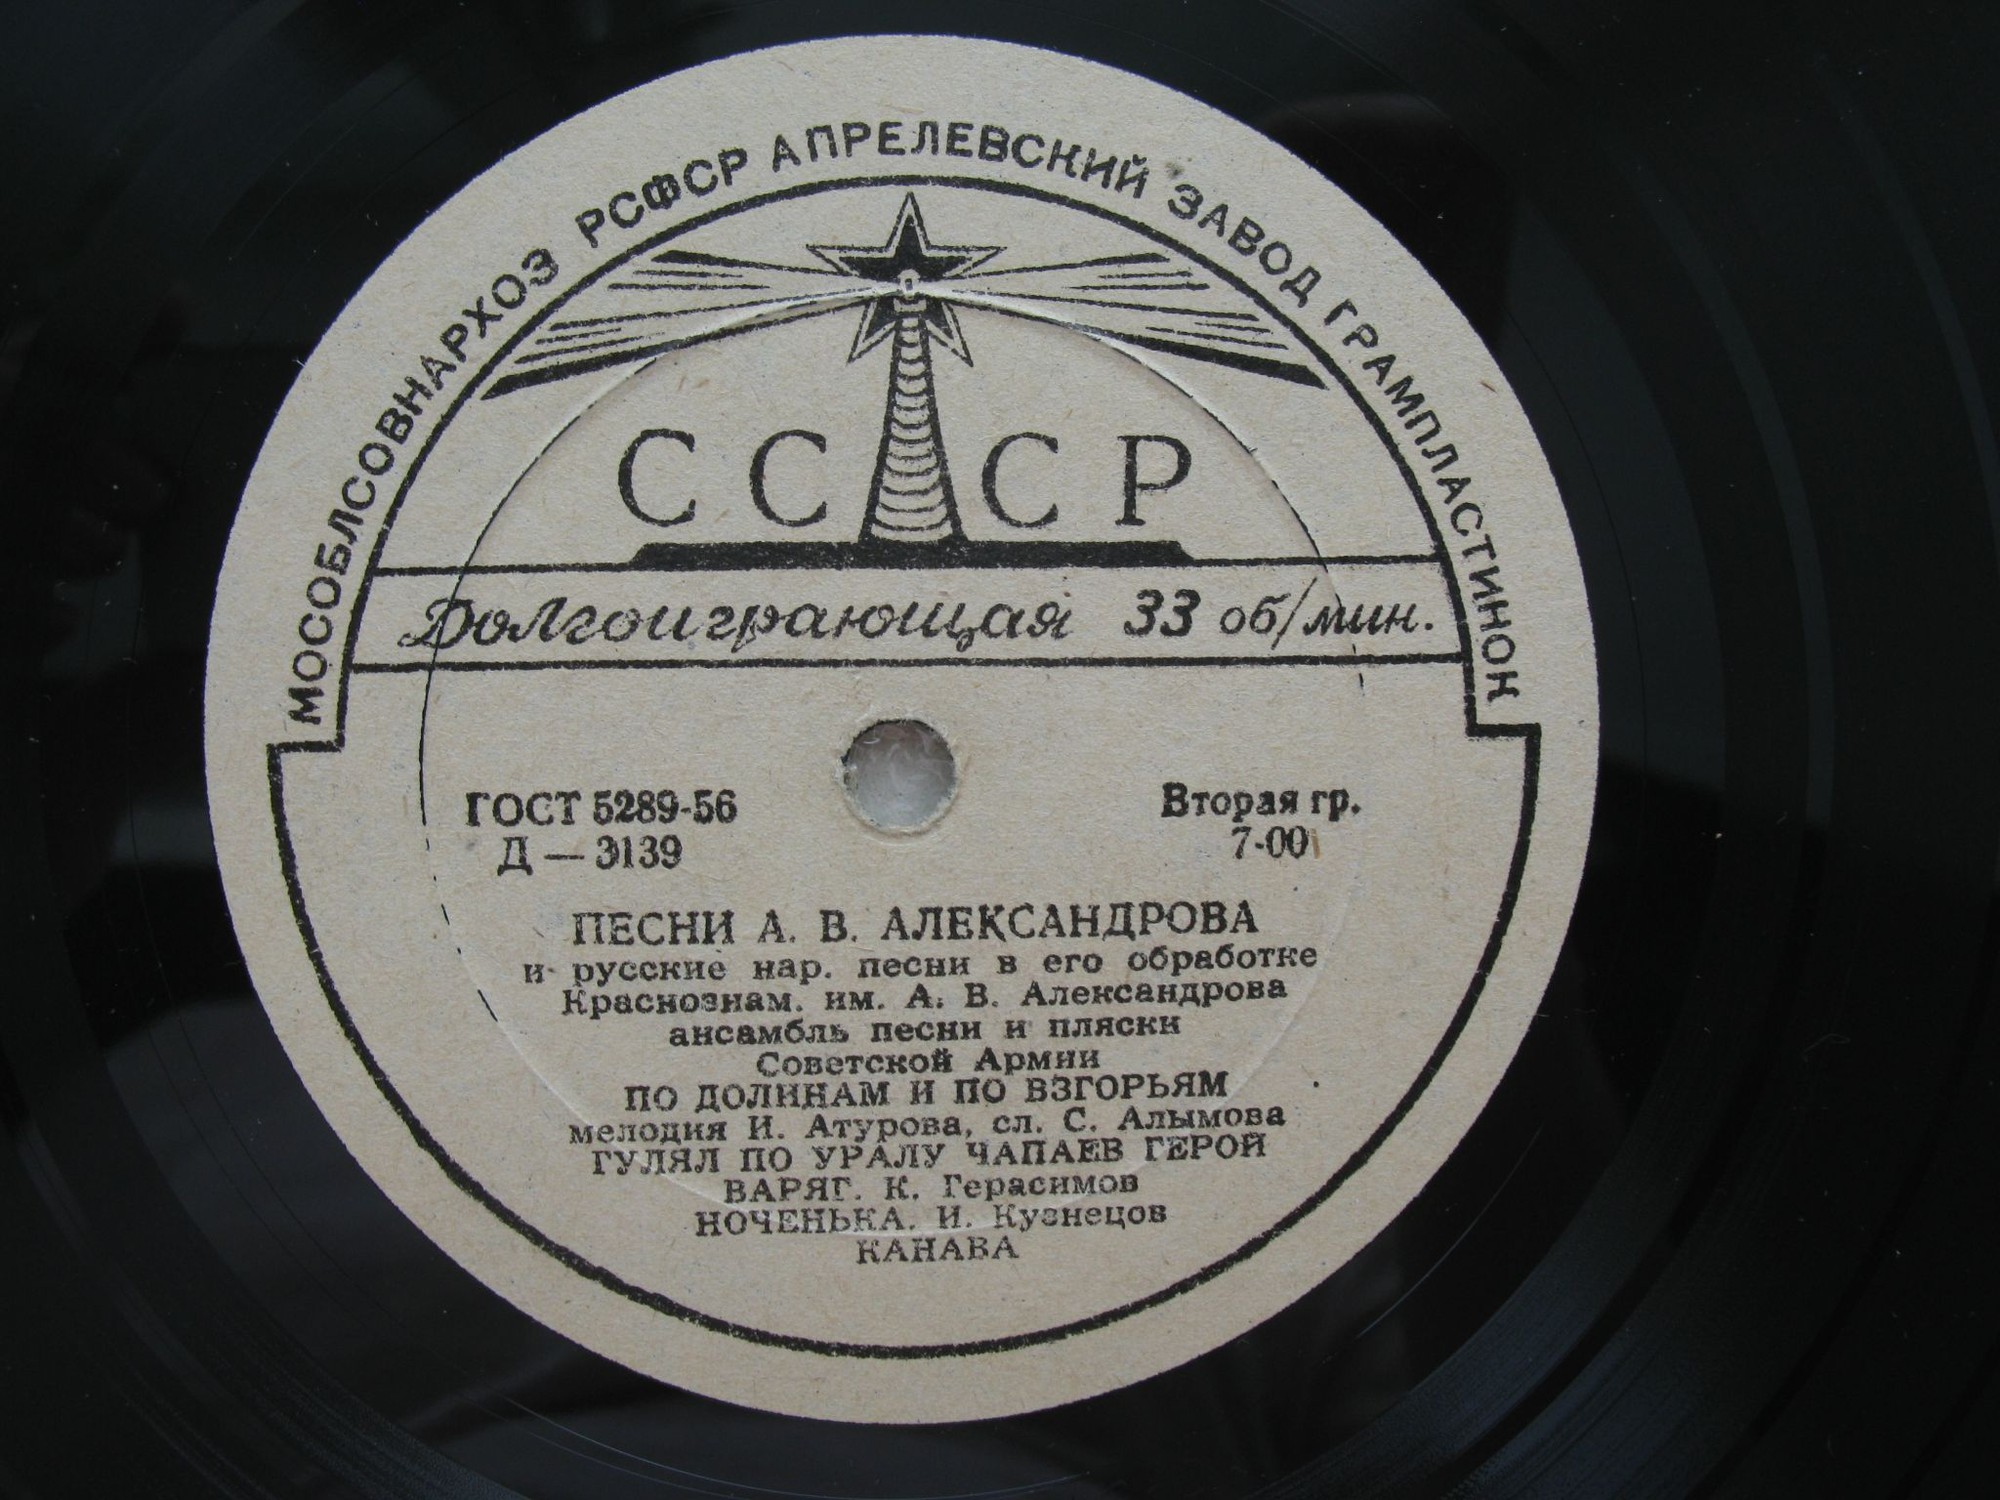 МОСОБЛСОВНАРХОЗ РСФСР АПРЕЛЕВСКИЙ ЗАВОД ГРАМПЛАСТИНОК
СССР
Долгоиграющая 33 об/мин.
ГОСТ 5289-56
Д — 3139
Вторая гр.
7-00
ПЕСНИ А. В. АЛЕКСАНДРОВА
и русские нар. песни в его обработке
Краснознам. им. А. В. Александрова
ансамбль песни и пляски
Советской Армии
ПО ДОЛИНАМ И ПО ВЗГОРЬЯМ
мелодия И. Атурова, сл. С. Алымова
ГУЛЯЛ ПО УРАЛУ ЧАПАЕВ ГЕРОЙ
ВАРЯГ. К. Герасимов
НОЧЕНЬКА. И. Кузнецов
КАНАВА